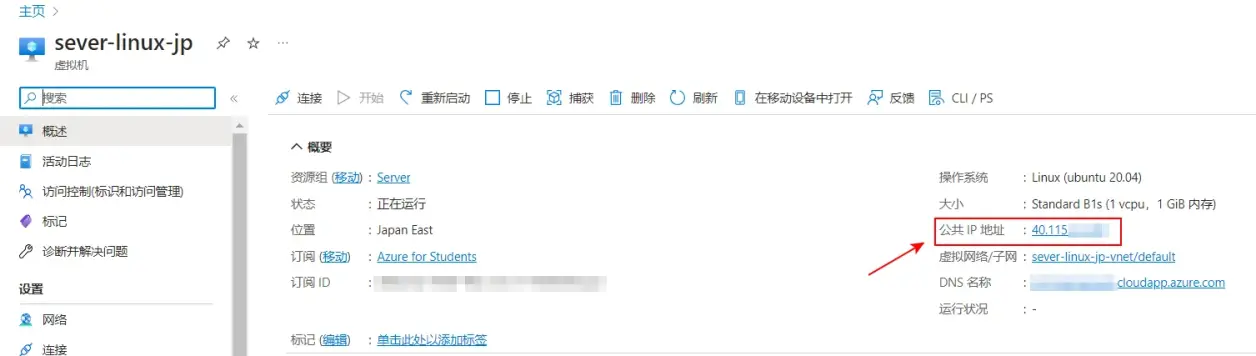 主页 >
sever-linux-jp
虚拟机
搜索
连接 开始 重新启动 停止 捕获 删除 刷新 在移动设备中打开 反馈 CLI / PS
概述
活动日志
访问控制(标识和访问管理)
标记
诊断并解决问题
设置
网络
连接
概要
资源组 (移动) : Server
状态 : 正在运行
位置 : Japan East
订阅 (移动) : Azure for Students
订阅 ID :
标记 (编辑) : 单击此处以添加标签
操作系统 : Linux (ubuntu 20.04)
大小 : Standard B1s (1 vcpu，1 GiB 内存)
公共 IP 地址 : 40.115
虚拟网络/子网 : sever-linux-jp-vnet/default
DNS 名称 : cloudapp.azure.com
运行状况 : -